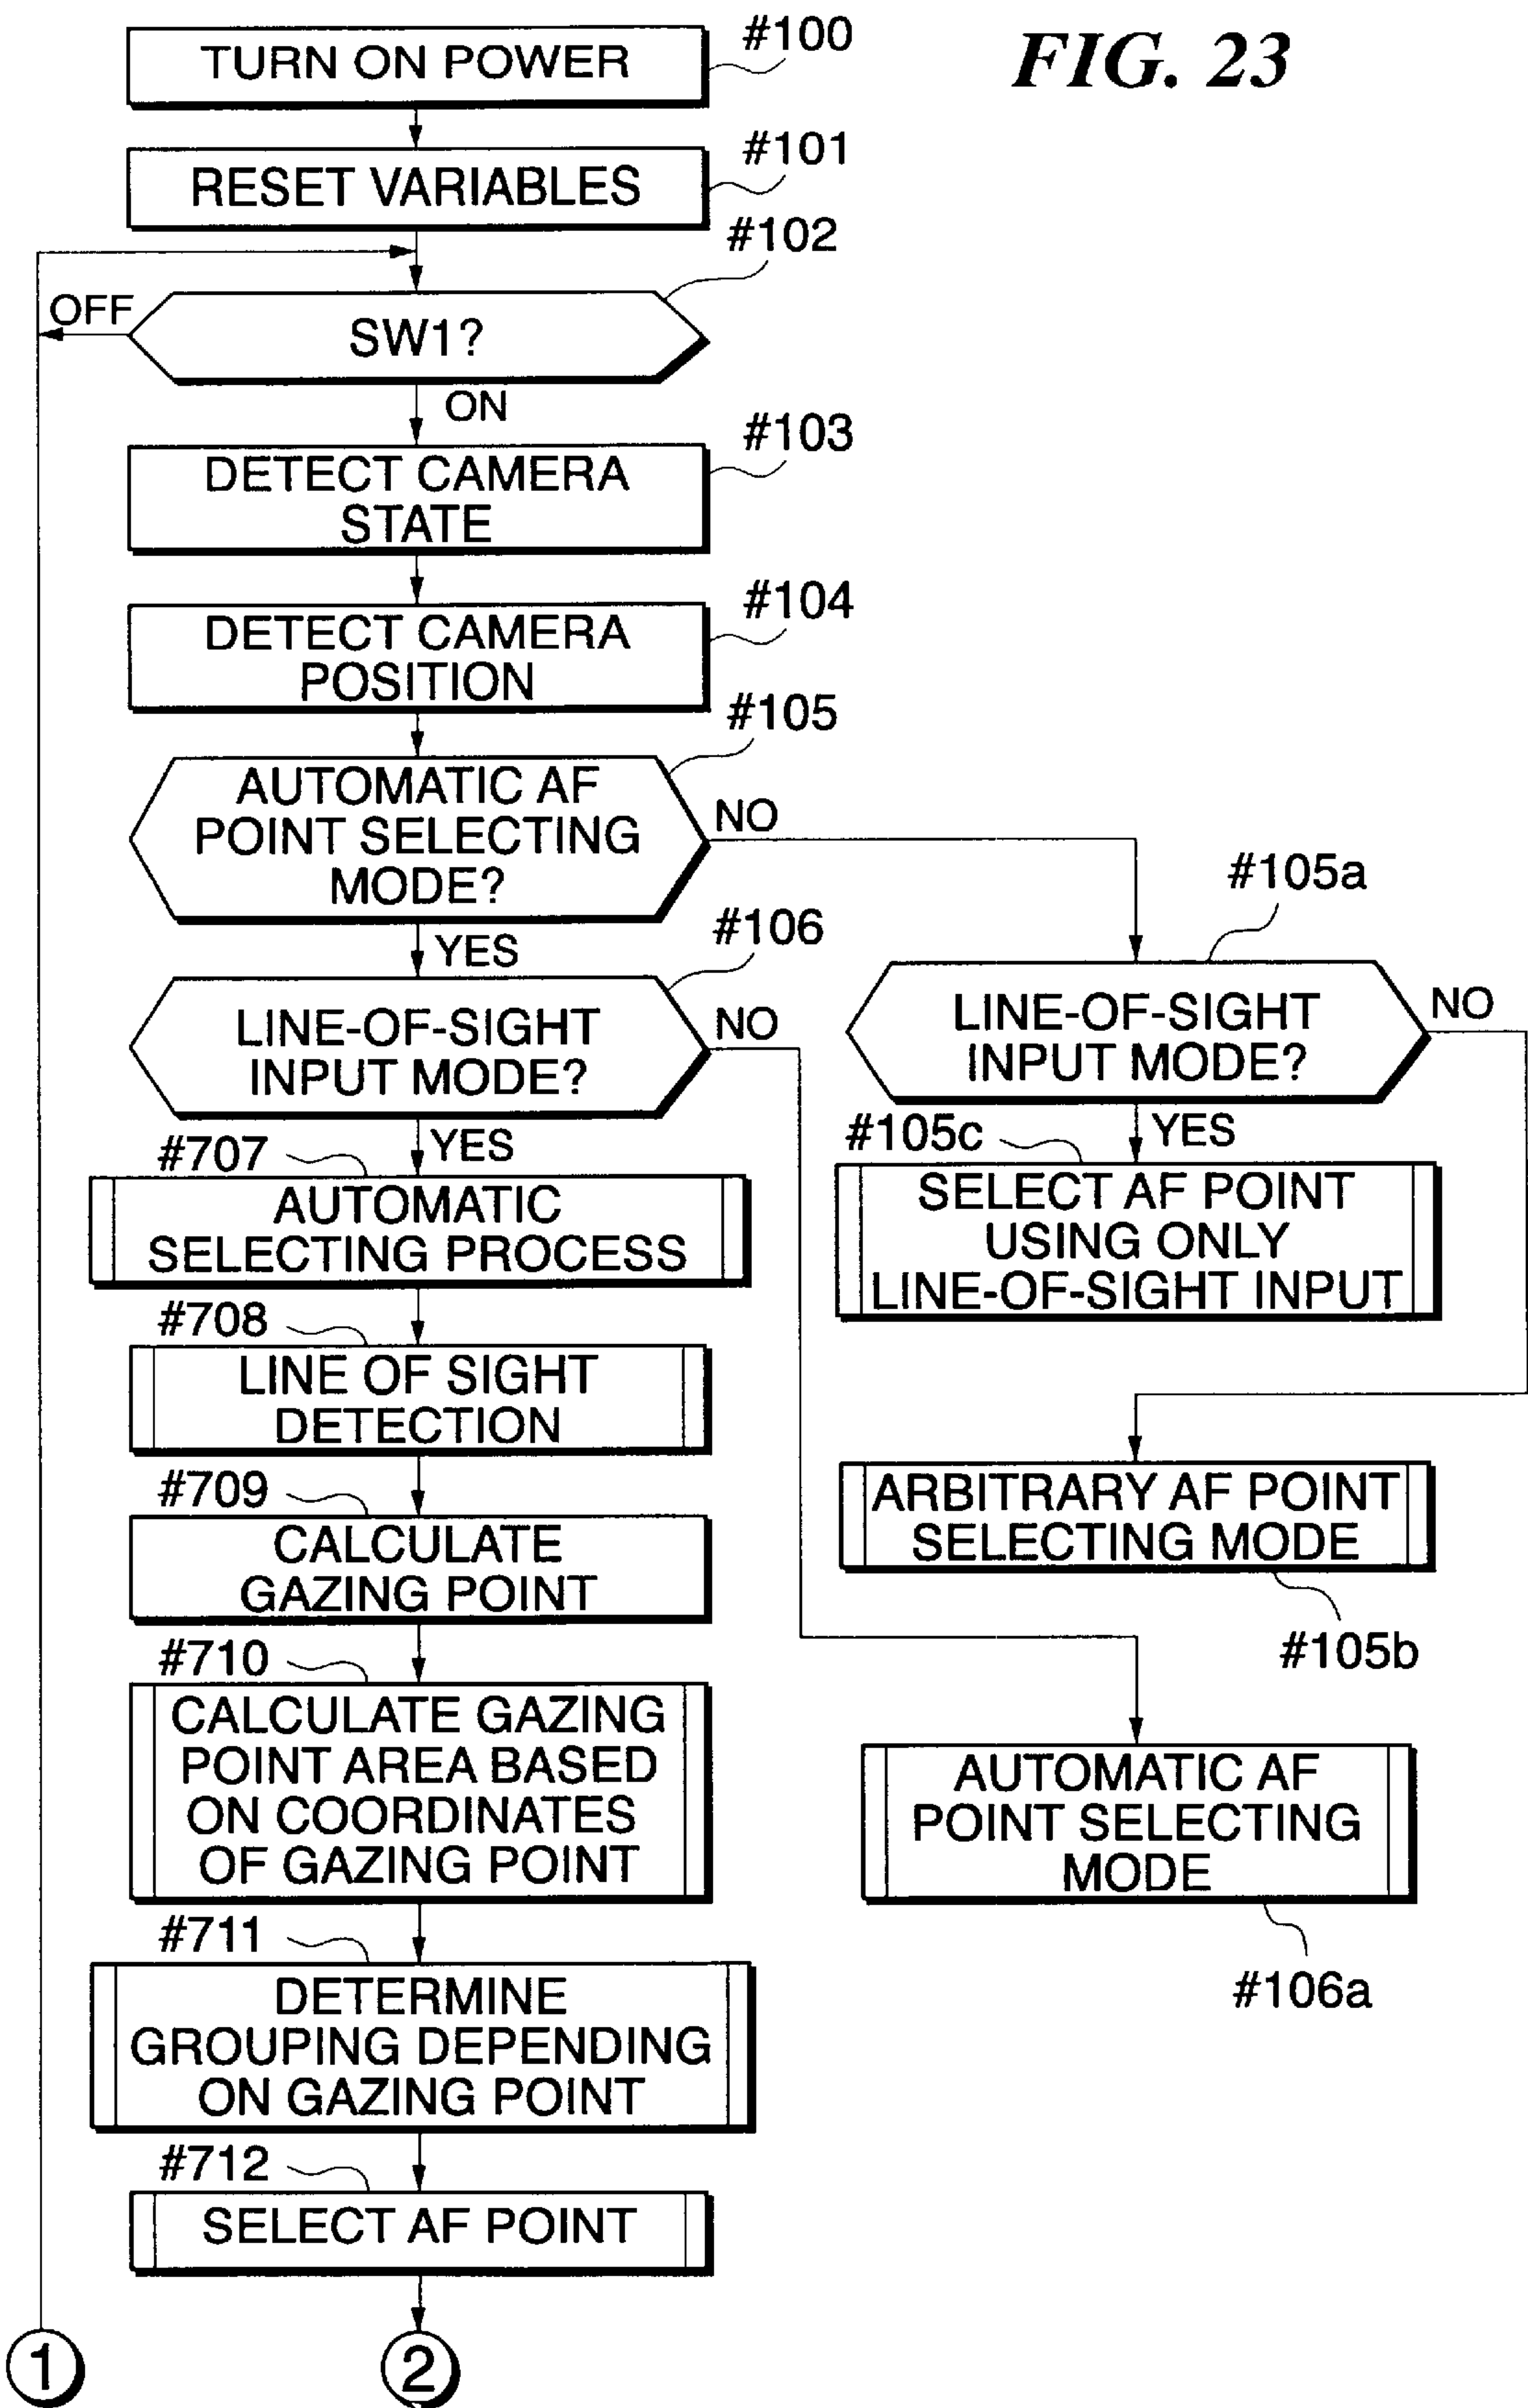 FIG. 23
#100
TURN ON POWER
#101
RESET VARIABLES
#102
OFF
SW1?
ON
#103
DETECT CAMERA
STATE
#104
DETECT CAMERA
POSITION
#105
AUTOMATIC AF
POINT SELECTING
MODE?
NO
YES
#105a
LINE-OF-SIGHT
INPUT MODE?
NO
YES
#105c
SELECT AF POINT
USING ONLY
LINE-OF-SIGHT INPUT
ARBITRARY AF POINT
SELECTING MODE
#105b
#106
LINE-OF-SIGHT
INPUT MODE?
NO
YES
AUTOMATIC AF
POINT SELECTING
MODE
#106a
#707
AUTOMATIC
SELECTING PROCESS
#708
LINE OF SIGHT
DETECTION
#709
CALCULATE
GAZING POINT
#710
CALCULATE GAZING
POINT AREA BASED
ON COORDINATES
OF GAZING POINT
#711
DETERMINE
GROUPING DEPENDING
ON GAZING POINT
#712
SELECT AF POINT
1
2